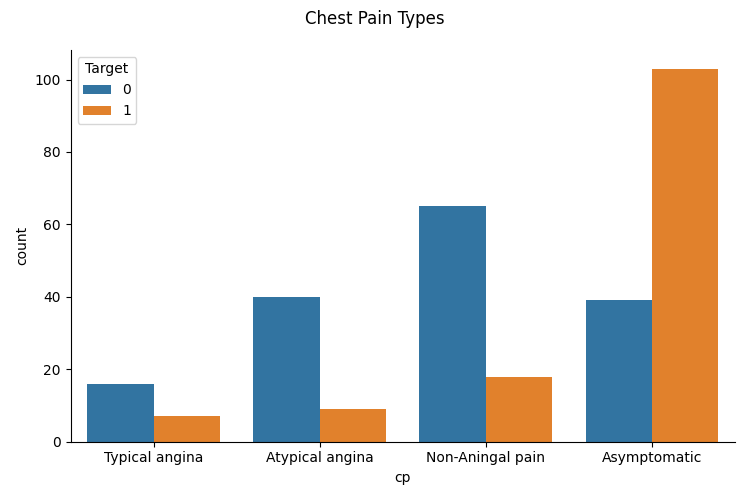 Chest Pain Types
Target
0
1
100
80
60
40
20
0
count
Typical angina
Atypical angina
Non-Aningal pain
Asymptomatic
cp